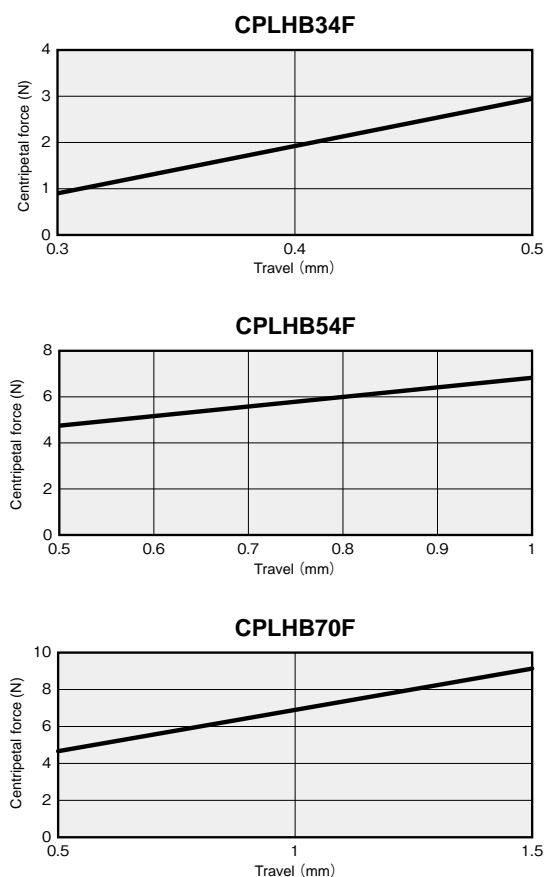 CPLHB34F
Centripetal force (N)
4
3
2
1
0
0.3 0.4 0.5
Travel (mm)
CPLHB54F
Centripetal force (N)
8
6
4
2
0
0.5 0.6 0.7 0.8 0.9 1
Travel (mm)
CPLHB70F
Centripetal force (N)
10
8
6
4
2
0
0.5 1 1.5
Travel (mm)